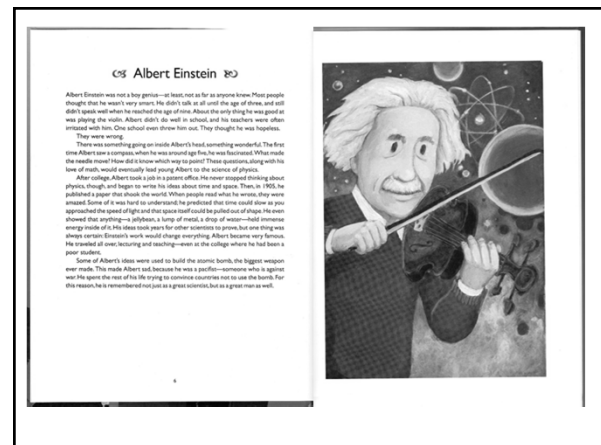 Albert Einstein
Albert Einstein was not a boy genius—at least, not as far as anyone knew. Most people
thought that he wasn't very smart. He didn't talk at all until the age of three, and still
didn't speak well when he reached the age of nine. About the only thing he was good at
was playing the violin. Albert didn't do well in school, and his teachers were often
irritated with him. One school even threw him out. They thought he was hopeless.
They were wrong.
There was something going on inside Albert's head, something wonderful. The first
time Albert saw a compass, when he was around age five, he was fascinated. What made
the needle move? How did it know which way to point? These questions, along with his
love of math, would eventually lead young Albert to the science of physics.
After college, Albert took a job in a patent office. He never stopped thinking about
physics, though, and began to write his ideas about time and space. Then, in 1905, he
published a paper that shook the world. When people read what he wrote, they were
amazed. Some of it was hard to understand; he predicted that time could slow as you
approached the speed of light and that space itself could be pulled out of shape. He even
showed that anything—a jellybean, a lump of metal, a drop of water—held immense
energy inside of it. His ideas took years for other scientists to prove, but one thing was
always certain: Einstein's work would change everything. Albert became very famous.
He traveled all over, lecturing and teaching—even at the college where he had been a
poor student.
Some of Albert's ideas were used to build the atomic bomb, the biggest weapon
ever made. This made Albert sad, because he was a pacifist—someone who is against
war. He spent the rest of his life trying to convince countries not to use the bomb. For
this reason, he is remembered not just as a great scientist, but as a great man as well.